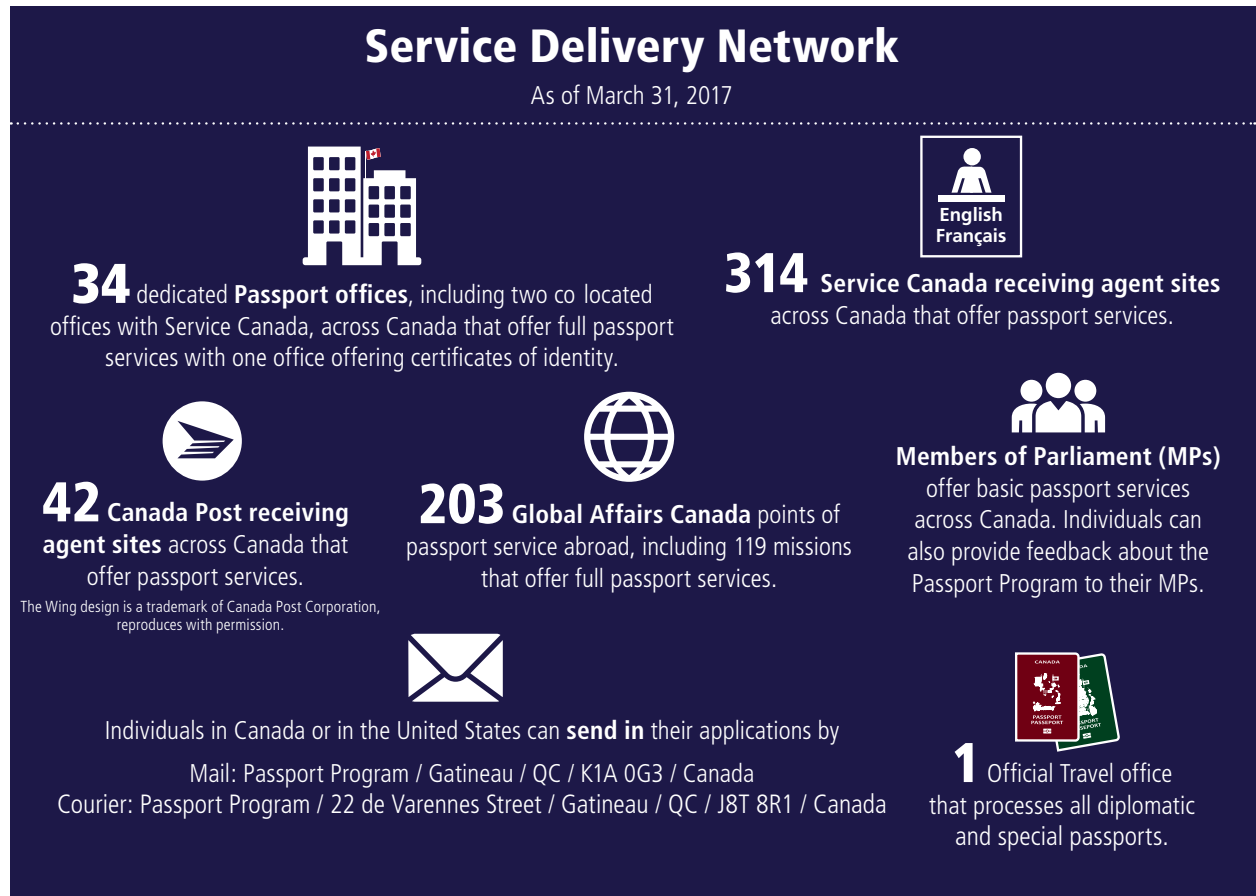 Service Delivery Network
As of March 31, 2017
34 dedicated Passport offices, including two co located
offices with Service Canada, across Canada that offer full passport
services with one office offering certificates of identity.
English
Français
314 Service Canada receiving agent sites
across Canada that offer passport services.
42 Canada Post receiving
agent sites across Canada that
offer passport services.
The Wing design is a trademark of Canada Post Corporation,
reproduces with permission.
203 Global Affairs Canada points of
passport service abroad, including 119 missions
that offer full passport services.
Members of Parliament (MPs)
offer basic passport services
across Canada. Individuals can
also provide feedback about the
Passport Program to their MPs.
Individuals in Canada or in the United States can send in their applications by
Mail: Passport Program / Gatineau / QC / K1A 0G3 / Canada
Courier: Passport Program / 22 de Varennes Street / Gatineau / QC / J8T 8R1 / Canada
CANADA
PASSPORT
PASSEPORT
DA
SPORT
SEPORT
1 Official Travel office
that processes all diplomatic
and special passports.